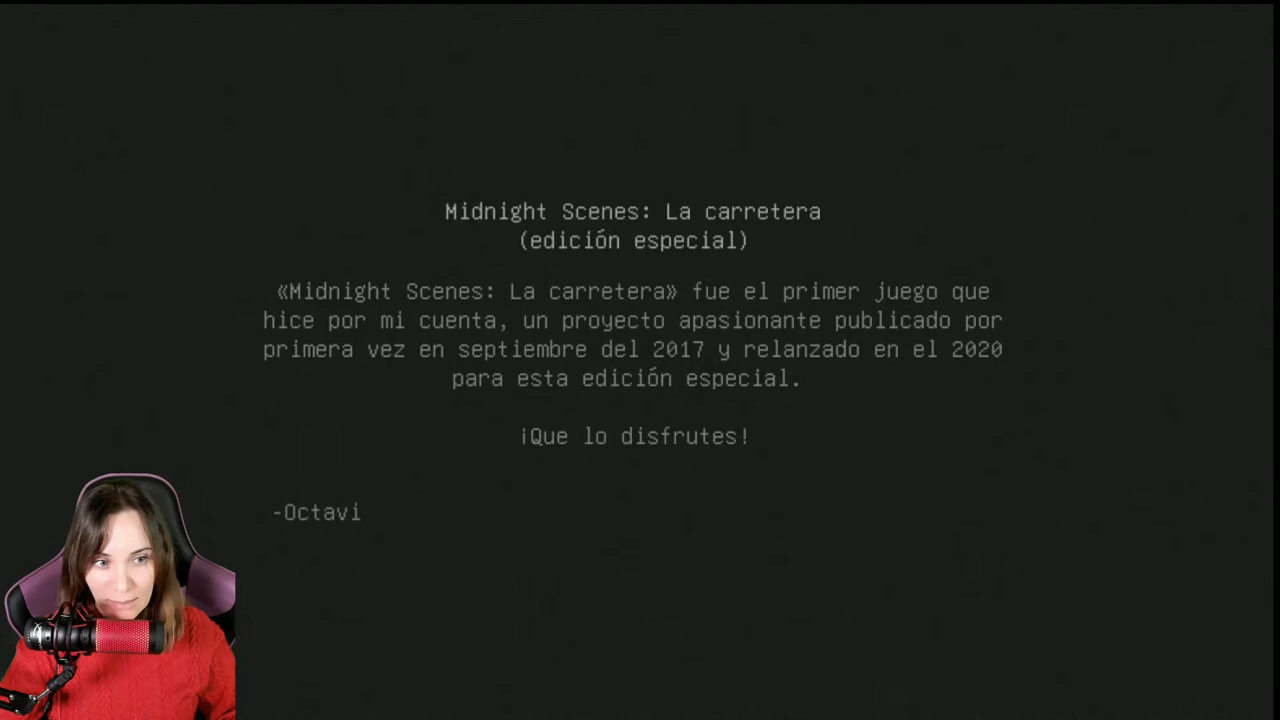 Midnight Scenes: La carretera
(edición especial)
«Midnight Scenes: La carretera» fue el primer juego que
hice por mi cuenta, un proyecto apasionante publicado por
primera vez en septiembre del 2017 y relanzado en el 2020
para esta edición especial.
¡Que lo disfrutes!
-Octavi